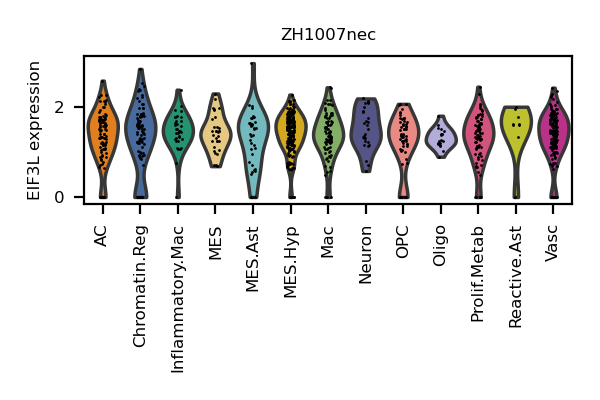 ZH1007nec
EIF3L expression
2
0
AC
Chromatin.Reg
Inflammatory.Mac
MES
MES.Ast
MES.Hyp
Mac
Neuron
OPC
Oligo
Prolif.Metab
Reactive.Ast
Vasc